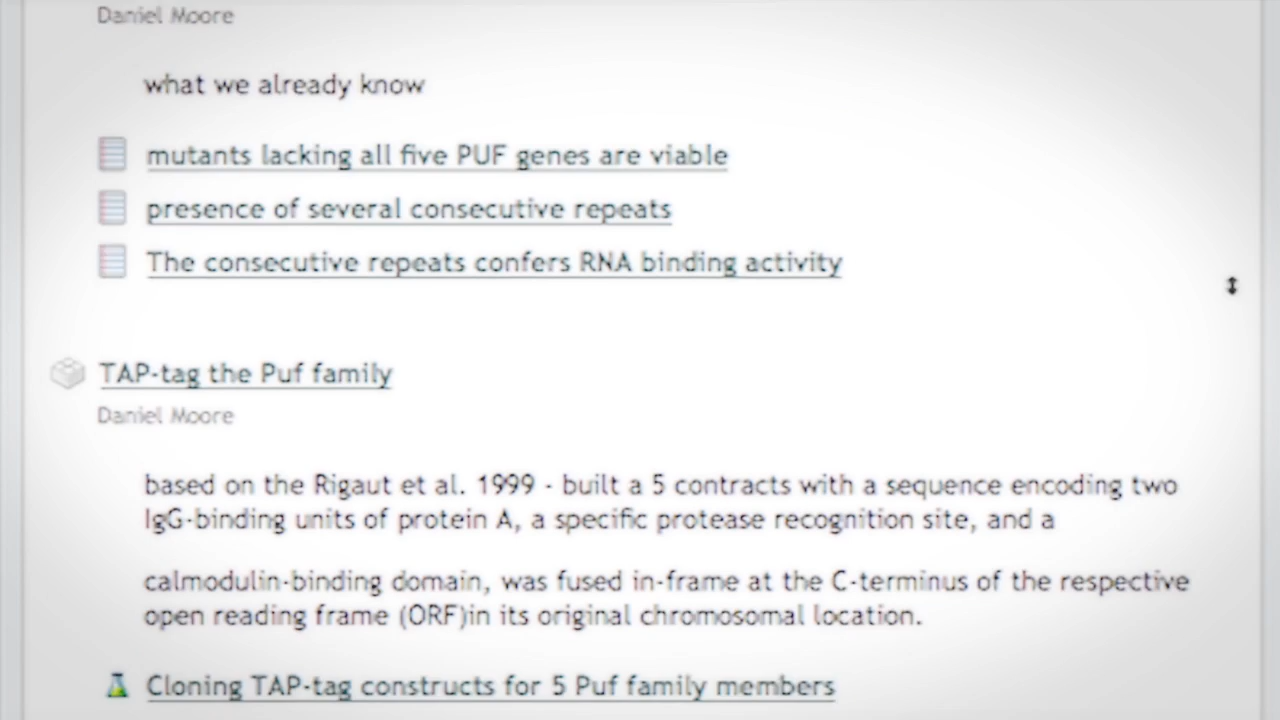 Daniel Moore
what we already know
mutants lacking all five PUF genes are viable
presence of several consecutive repeats
The consecutive repeats confers RNA binding activity
TAP-tag the Puf family
Daniel Moore
based on the Rigaut et al. 1999 - built a 5 contracts with a sequence encoding two
IgG-binding units of protein A, a specific protease recognition site, and a
calmodulin-binding domain, was fused in-frame at the C-terminus of the respective
open reading frame (ORF)in its original chromosomal location.
Cloning TAP-tag constructs for 5 Puf family members